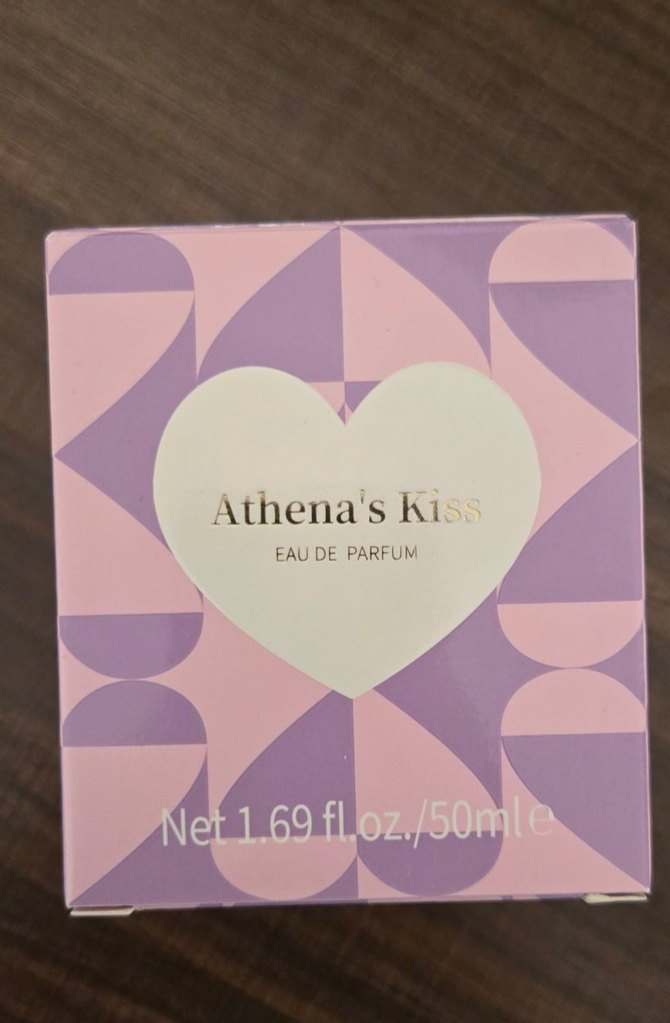 Athena's Kiss
EAU DE PARFUM
Net 1.69 fl.oz./50ml℮